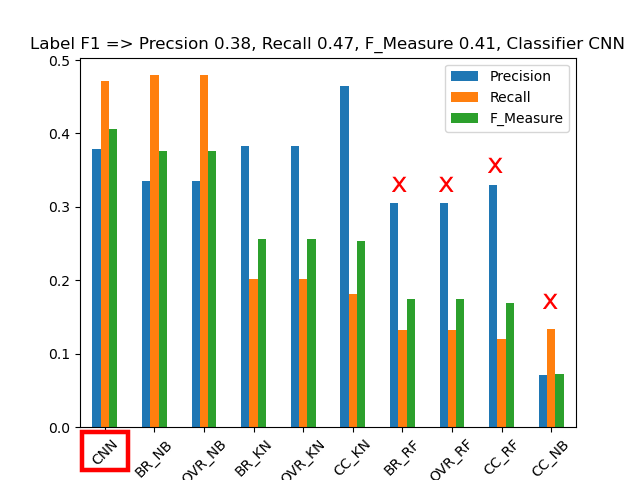 Label F1 => Precsion 0.38, Recall 0.47, F_Measure 0.41, Classifier CNN
Precision
Recall
F_Measure
0.5
0.4
0.3
0.2
0.1
0.0
x x x x
CNN BR_NB OVR_NB BR_KN OVR_KN CC_KN BR_RF OVR_RF CC_RF CC_NB